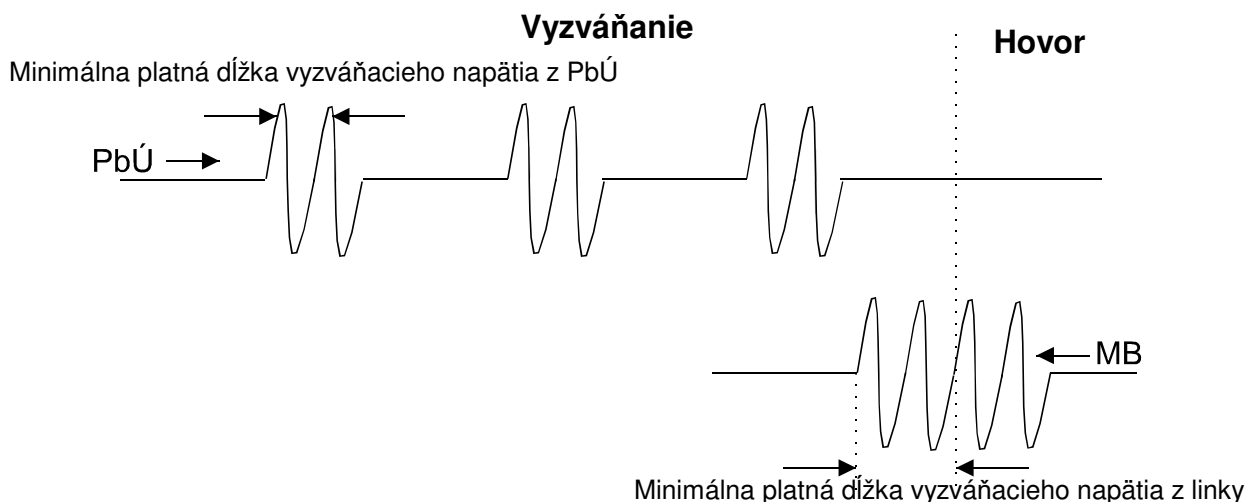 Vyzváňanie
Hovor
Minimálna platná dĺžka vyzváňacieho napätia z PbÚ
PbÚ
MB
Minimálna platná dĺžka vyzváňacieho napätia z linky